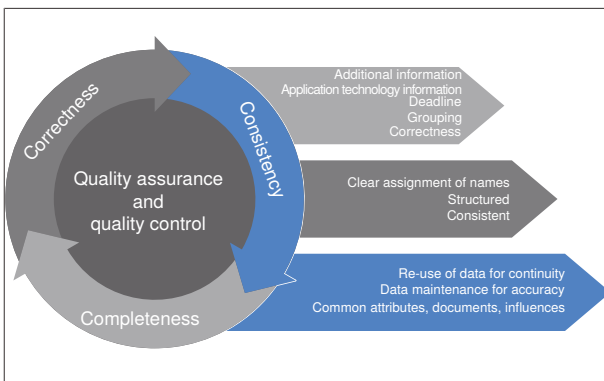 Correctness
Consistency
Completeness
Quality assurance
and
quality control
Additional information
Application technology information
Deadline
Grouping
Correctness
Clear assignment of names
Structured
Consistent
Re-use of data for continuity
Data maintenance for accuracy
Common attributes, documents, influences